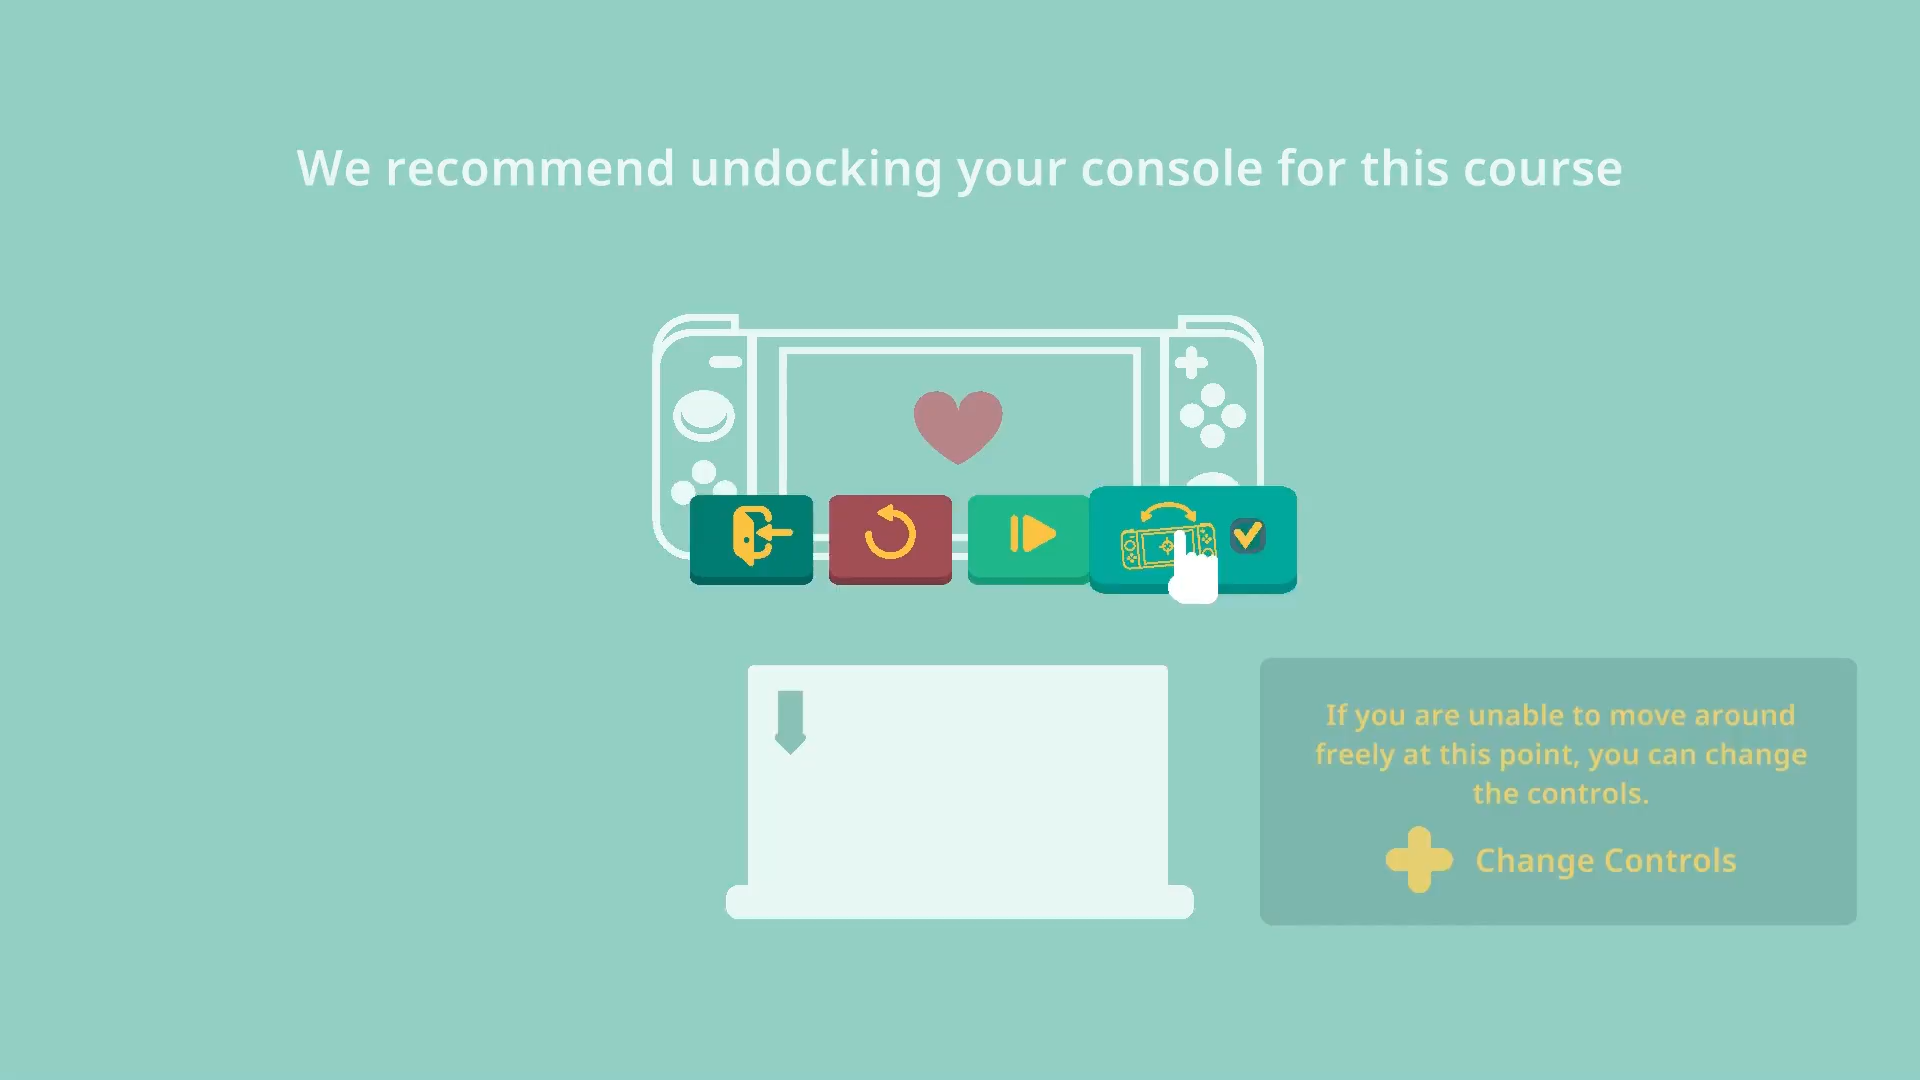 We recommend undocking your console for this course
If you are unable to move around
freely at this point, you can change
the controls.
Change Controls